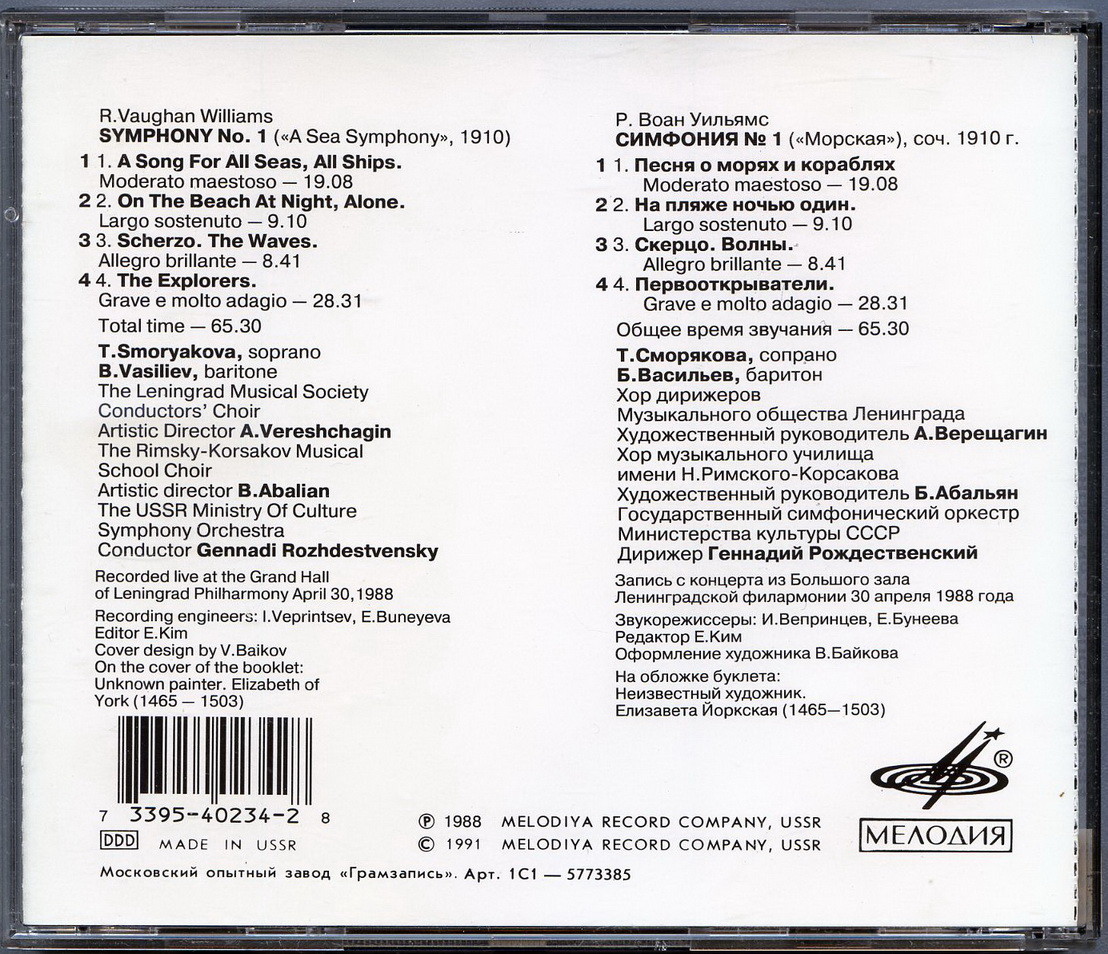 R.Vaughan Williams
SYMPHONY No. 1 («A Sea Symphony», 1910)
1 1. A Song For All Seas, All Ships.
Moderato maestoso — 19.08
2 2. On The Beach At Night, Alone.
Largo sostenuto — 9.10
3 3. Scherzo. The Waves.
Allegro brillante — 8.41
4 4. The Explorers.
Grave e molto adagio — 28.31
Total time — 65.30
T.Smoryakova, soprano
B.Vasiliev, baritone
The Leningrad Musical Society
Conductors' Choir
Artistic Director A.Vereshchagin
The Rimsky-Korsakov Musical
School Choir
Artistic director B.Abalian
The USSR Ministry Of Culture
Symphony Orchestra
Conductor Gennadi Rozhdestvensky
Recorded live at the Grand Hall
of Leningrad Philharmony April 30,1988
Recording engineers: I.Veprintsev, E.Buneyeva
Editor E.Kim
Cover design by V.Baikov
On the cover of the booklet:
Unknown painter. Elizabeth of
York (1465 — 1503)
7 3395-40234-2 8
DDD MADE IN USSR
Р. Воан Уильямс
СИМФОНИЯ № 1 («Морская»), соч. 1910 г.
1 1. Песня о морях и кораблях
Moderato maestoso — 19.08
2 2. На пляже ночью один.
Largo sostenuto — 9.10
3 3. Скерцо. Волны.
Allegro brillante — 8.41
4 4. Первооткрыватели.
Grave e molto adagio — 28.31
Общее время звучания — 65.30
Т.Сморякова, сопрано
Б.Васильев, баритон
Хор дирижеров
Музыкального общества Ленинграда
Художественный руководитель А.Верещагин
Хор музыкального училища
имени Н.Римского-Корсакова
Художественный руководитель Б.Абальян
Государственный симфонический оркестр
Министерства культуры СССР
Дирижер Геннадий Рождественский
Запись с концерта из Большого зала
Ленинградской филармонии 30 апреля 1988 года
Звукорежиссеры: И.Вепринцев, Е.Бунеева
Редактор Е.Ким
Оформление художника В.Байкова
На обложке буклета:
Неизвестный художник.
Елизавета Йоркская (1465—1503)
®
МЕЛОДИЯ
℗ 1988 MELODIYA RECORD COMPANY, USSR
© 1991 MELODIYA RECORD COMPANY, USSR
Московский опытный завод «Грамзапись». Арт. 1С1 — 5773385